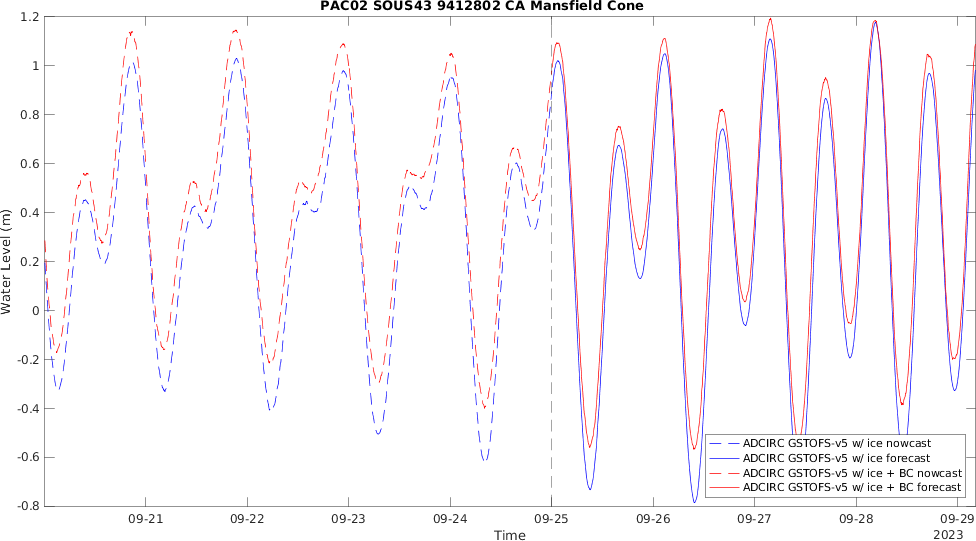 PAC02 SOUS43 9412802 CA Mansfield Cone
1.2
1
0.8
0.6
0.4
0.2
0
-0.2
-0.4
-0.6
-0.8
Water Level (m)
ADCIRC GSTOFS-v5 w/ ice nowcast
ADCIRC GSTOFS-v5 w/ ice forecast
ADCIRC GSTOFS-v5 w/ ice + BC nowcast
ADCIRC GSTOFS-v5 w/ ice + BC forecast
09-21 09-22 09-23 09-24 09-25 09-26 09-27 09-28 09-29
Time
2023